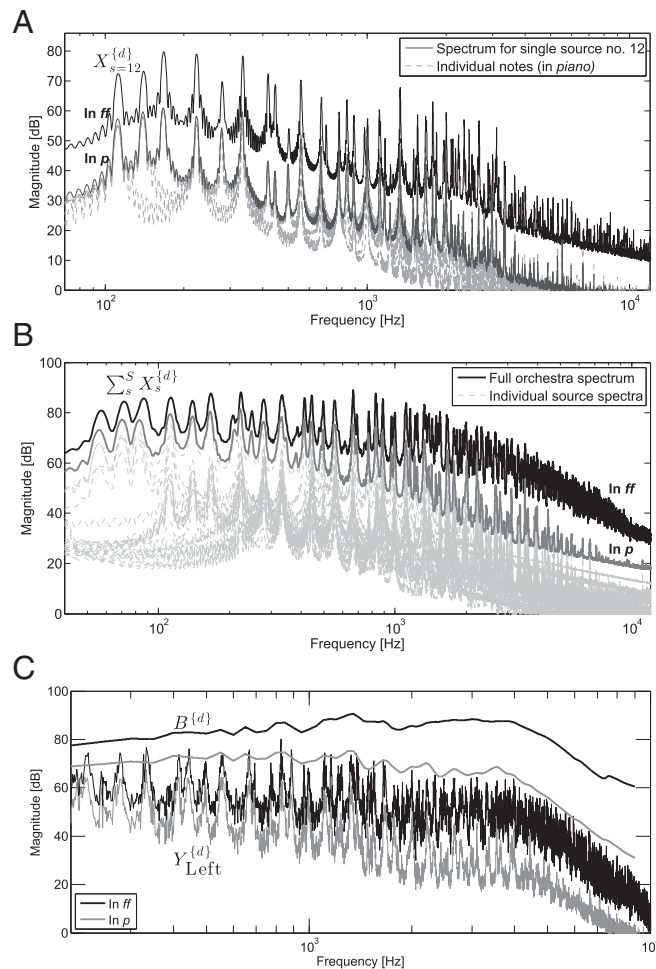 A
80
70
60
50
40
30
20
10
0
Magnitude [dB]
X_{s=12}^{{d}}
In ff
In p
Spectrum for single source no. 12
Individual notes (in piano)
10^2
10^3
10^4
Frequency [Hz]
B
100
80
60
40
20
0
Magnitude [dB]
∑_s^S X_s^{{d}}
Full orchestra spectrum
Individual source spectra
In ff
In p
10^2
10^3
10^4
Frequency [Hz]
C
100
80
60
40
20
0
Magnitude [dB]
B^{{d}}
Y_{Left}^{{d}}
In ff
In p
10^3
10
Frequency [Hz]